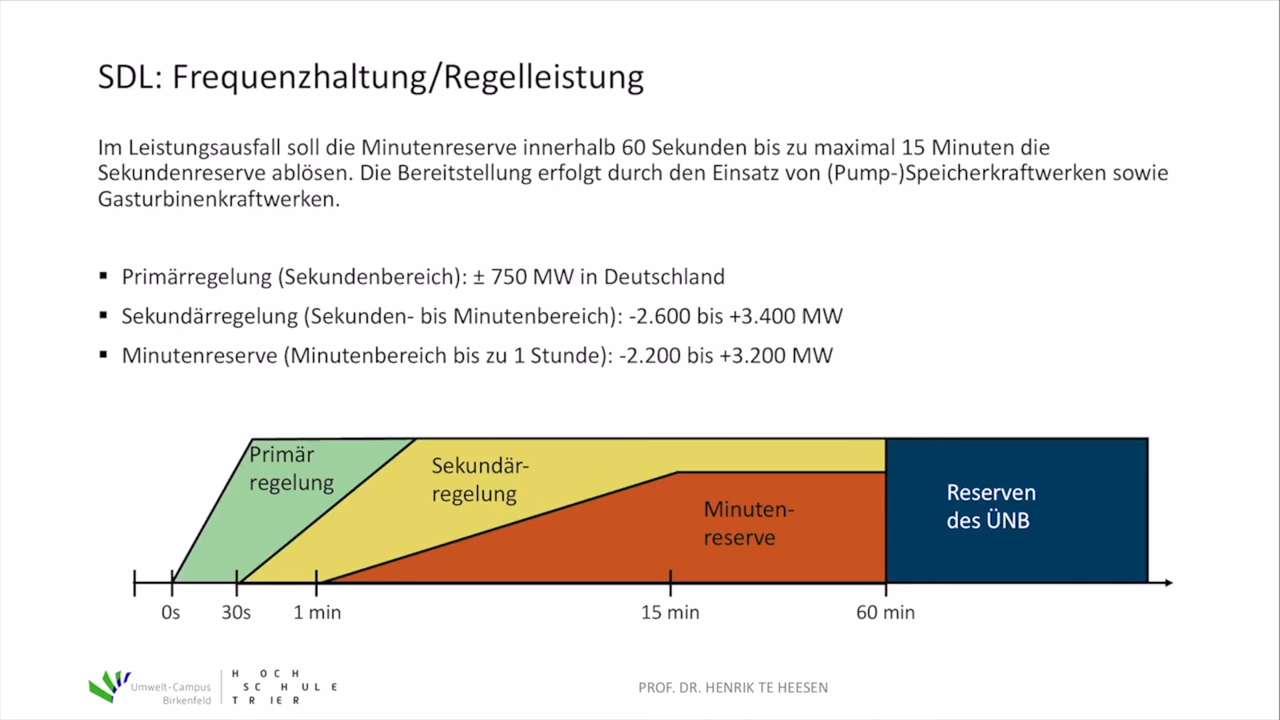 SDL: Frequenzhaltung/Regelleistung
Im Leistungsausfall soll die Minutenreserve innerhalb 60 Sekunden bis zu maximal 15 Minuten die
Sekundenreserve ablösen. Die Bereitstellung erfolgt durch den Einsatz von (Pump-)Speicherkraftwerken sowie
Gasturbinenkraftwerken.
▪ Primärregelung (Sekundenbereich): ± 750 MW in Deutschland
▪ Sekundärregelung (Sekunden- bis Minutenbereich): -2.600 bis +3.400 MW
▪ Minutenreserve (Minutenbereich bis zu 1 Stunde): -2.200 bis +3.200 MW
Primär
regelung
Sekundär-
regelung
Minuten-
reserve
Reserven
des ÜNB
0s 30s 1 min 15 min 60 min
Umwelt-Campus
Birkenfeld
HOCH
SCHULE
TRIER
PROF. DR. HENRIK TE HEESEN